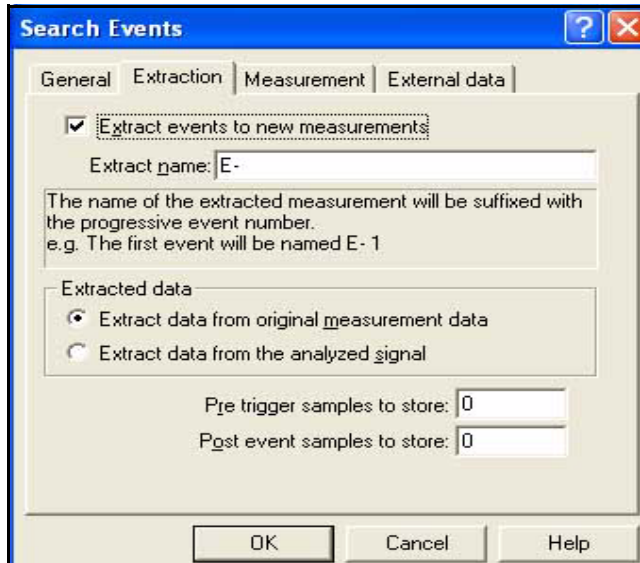 Search Events
General Extraction Measurement External data
Extract events to new measurements
Extract name: E-
The name of the extracted measurement will be suffixed with
the progressive event number.
e.g. The first event will be named E- 1
Extracted data
Extract data from original measurement data
Extract data from the analyzed signal
Pre trigger samples to store: 0
Post event samples to store: 0
OK Cancel Help